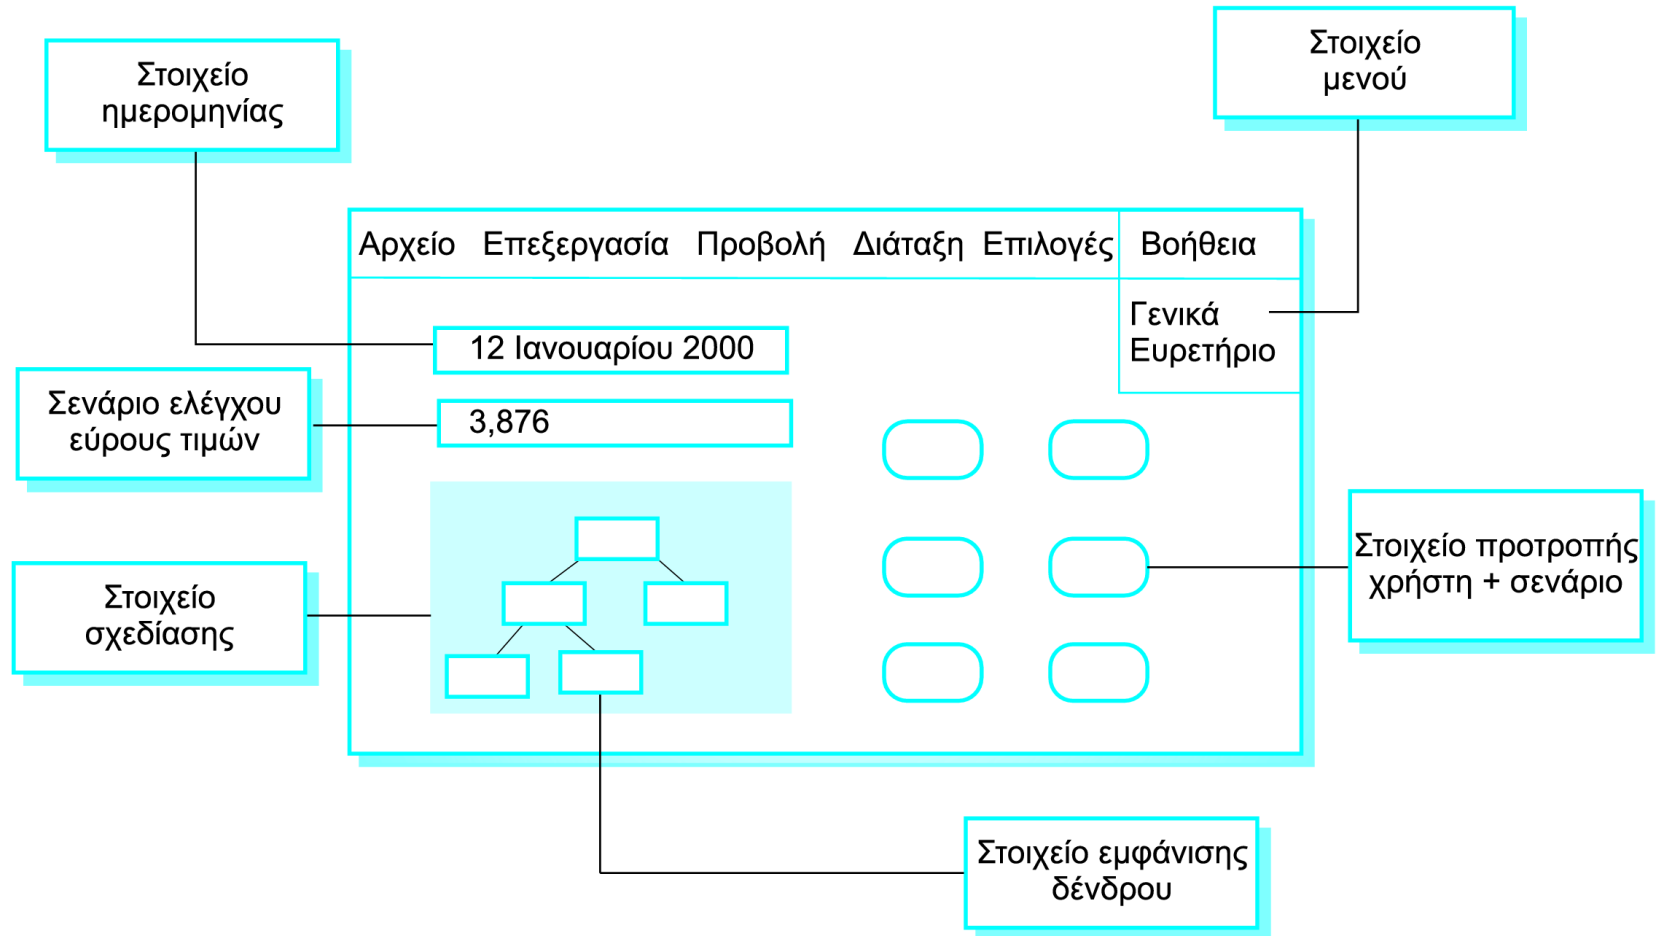 Στοιχείο
ημερομηνίας
Στοιχείο
μενού
Αρχείο Επεξεργασία Προβολή Διάταξη Επιλογές Βοήθεια
Γενικά
Ευρετήριο
12 Ιανουαρίου 2000
Σενάριο ελέγχου
εύρους τιμών
3,876
Στοιχείο προτροπής
χρήστη + σενάριο
Στοιχείο
σχεδίασης
Στοιχείο εμφάνισης
δένδρου